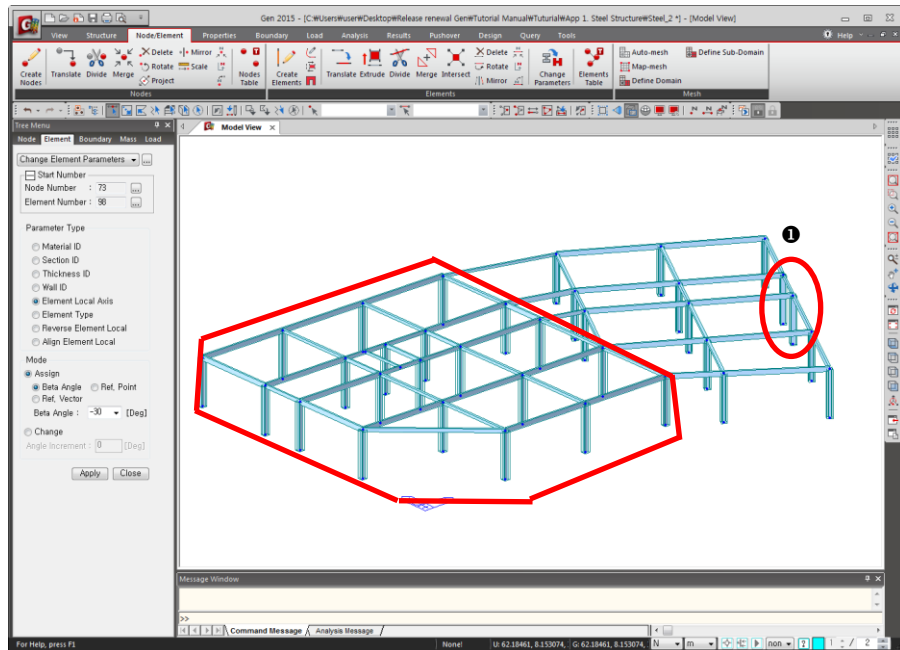 Gen 2015 - [C:₩Users₩user₩Desktop₩Release renewal Gen₩Tutorial Manual₩Tuturial₩App 1. Steel Structure₩Steel_2 *] - [Model View]
View Structure Node/Element Properties Boundary Load Analysis Results Pushover Design Query Tools Help
Create Nodes Translate Divide Merge
Delete Mirror
Rotate Scale
Project
Nodes Table
Create Elements Translate Extrude Divide Merge Intersect
Delete
Rotate
Mirror
Change Parameters Elements Table
Auto-mesh Define Sub-Domain
Map-mesh
Define Domain
Nodes Elements Mesh
Tree Menu
Node Element Boundary Mass Load
Model View
Change Element Parameters ...
Start Number
Node Number : 73 ...
Element Number : 98 ...
Parameter Type
Material ID
Section ID
Thickness ID
Wall ID
Element Local Axis
Element Type
Reverse Element Local
Align Element Local
Mode
Assign
Beta Angle Ref, Point
Ref, Vector
Beta Angle : -30 [Deg]
Change
Angle Increment : 0 [Deg]
Apply Close
❶
Message Window
>>
Command Message Analysis Message
For Help, press F1
None! U: 62.18461, 8.153074, G: 62.18461, 8.153074, N m non ? 1 / 2